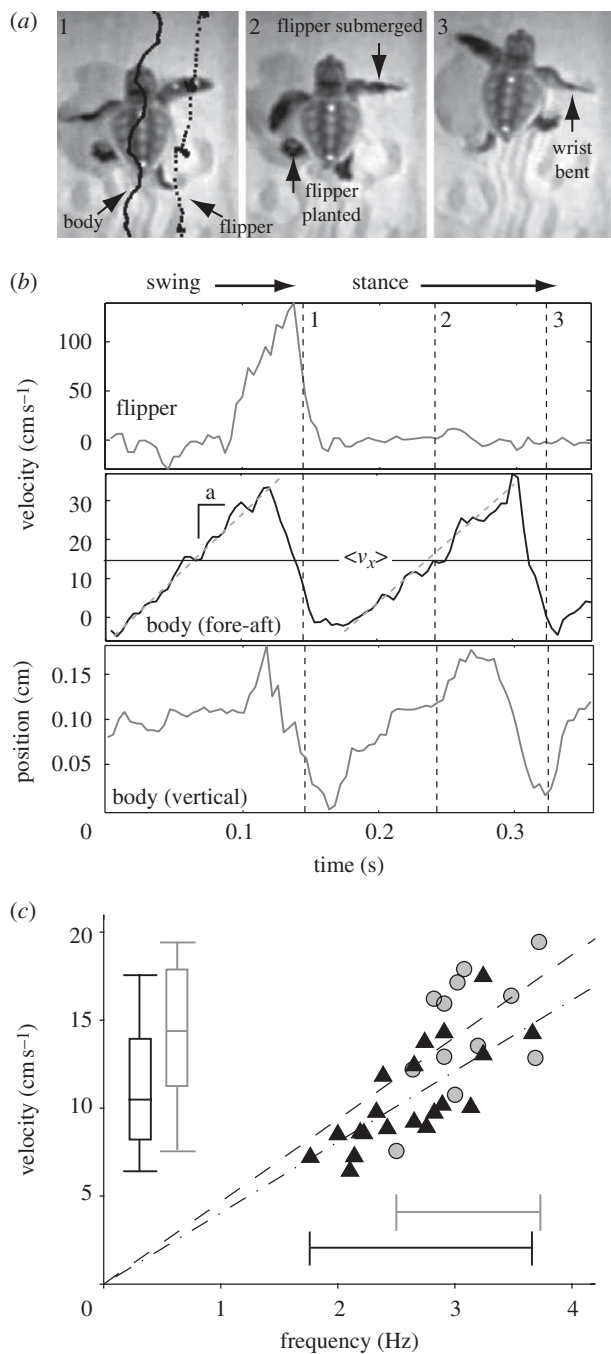 (a)
1
2
flipper submerged
3
body
flipper
flipper
planted
wrist
bent
(b)
swing
stance
1
2
3
velocity (cm s⁻¹)
100
50
0
flipper
30
20
10
0
a
<vₓ>
body (fore-aft)
position (cm)
0.15
0.10
0.05
body (vertical)
0
0.1
0.2
0.3
time (s)
(c)
velocity (cm s⁻¹)
20
15
10
5
0
1
2
3
4
frequency (Hz)